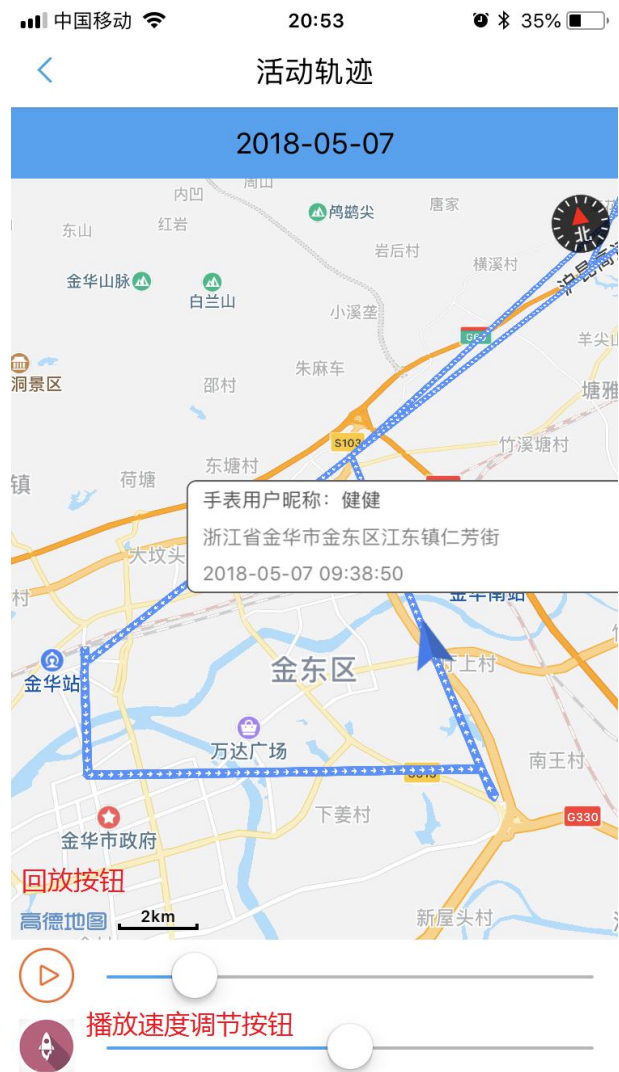 中国移动
20:53
35%
活动轨迹
2018-05-07
内凹
周山
鸬鹚尖
唐家
东山
红岩
岩后村
北
横溪村
金华山脉
白兰山
小溪垄
羊尖山
洞景区
邵村
朱麻车
塘雅
S103
竹溪塘村
镇
荷塘
东塘村
手表用户昵称：健健
浙江省金华市金东区江东镇仁芳街
2018-05-07 09:38:50
大坟头
村
金华南站
金华站
金东区
上村
万达广场
南王村
下姜村
G330
金华市政府
回放按钮
高德地图
2km
新屋头村
播放速度调节按钮